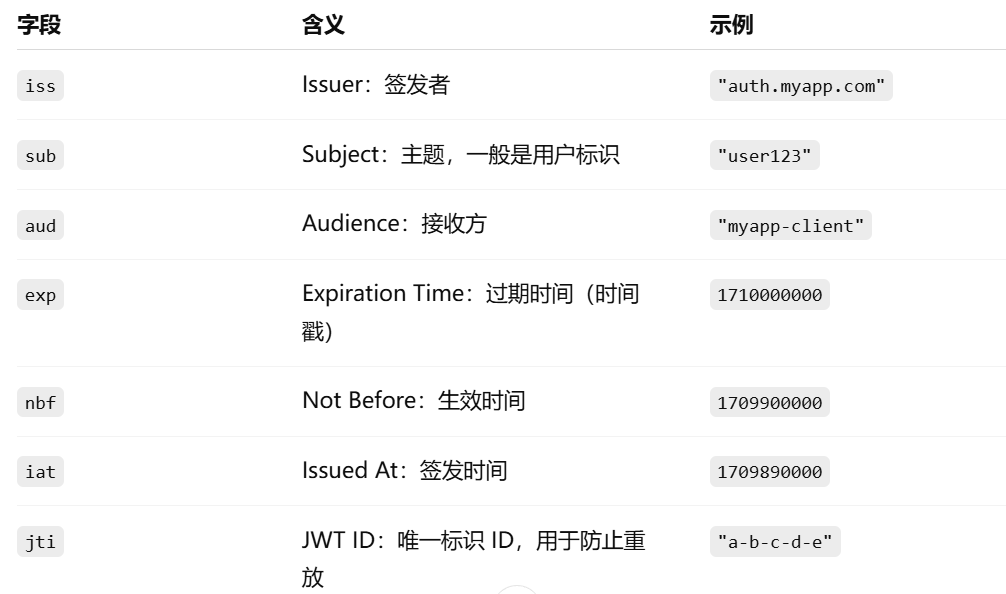 字段 含义 示例
iss Issuer：签发者 "auth.myapp.com"
sub Subject：主题，一般是用户标识 "user123"
aud Audience：接收方 "myapp-client"
exp Expiration Time：过期时间（时间 1710000000
戳）
nbf Not Before：生效时间 1709900000
iat Issued At：签发时间 1709890000
jti JWT ID：唯一标识 ID，用于防止重 "a-b-c-d-e"
放